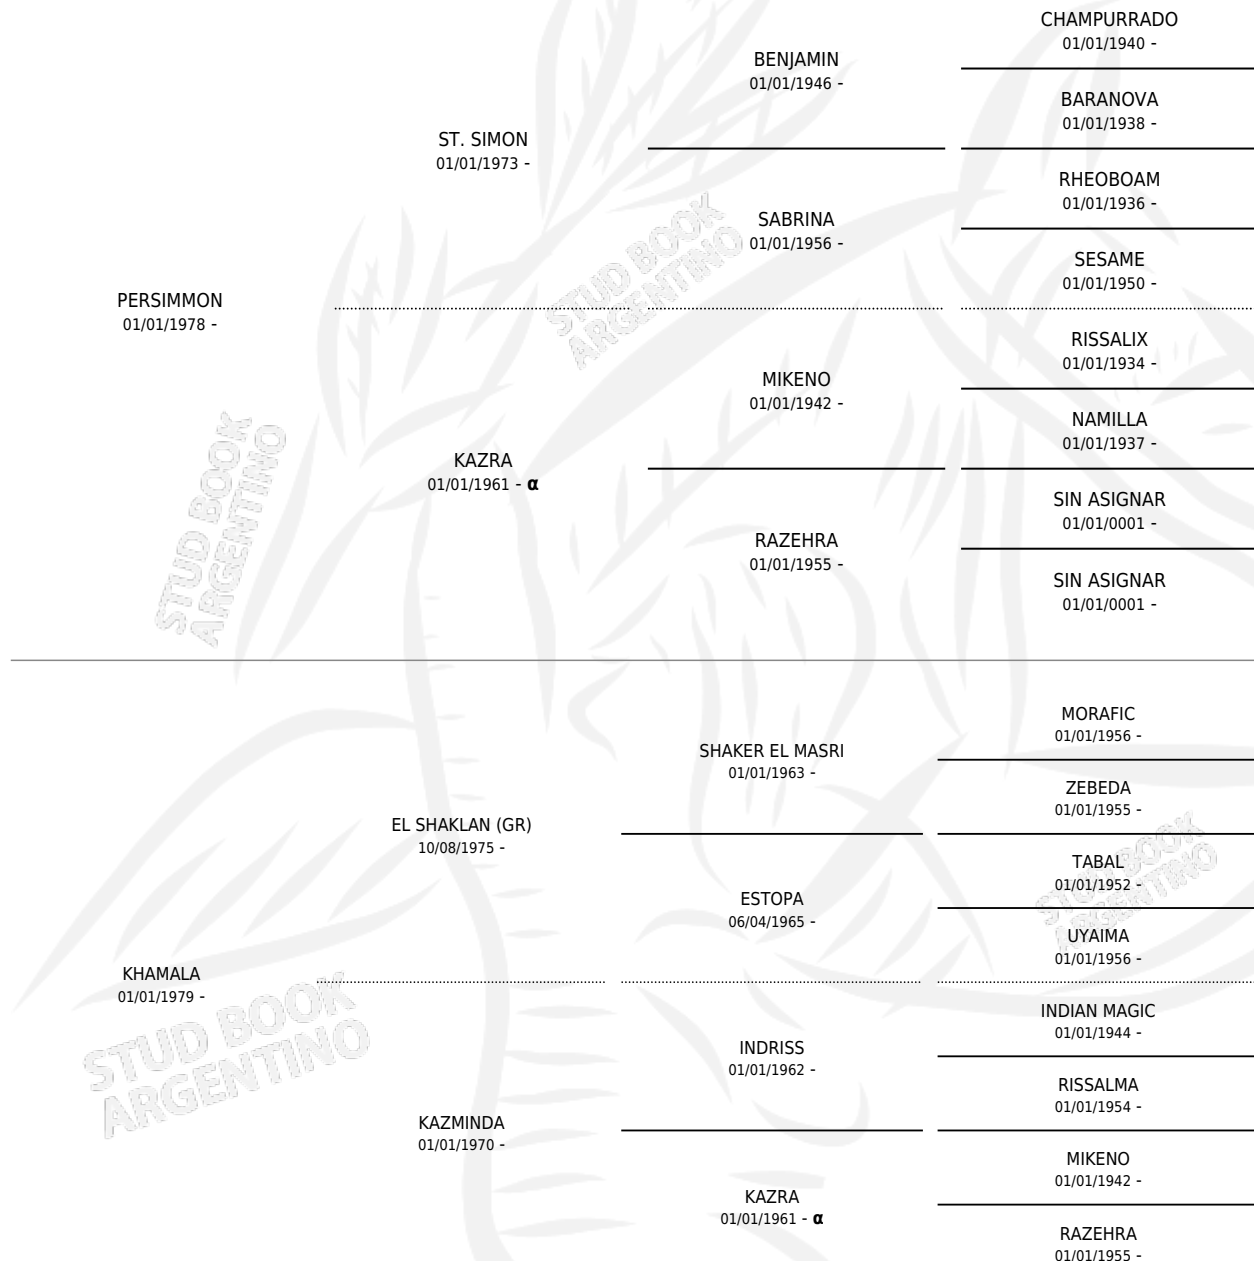 CHAMPURRADO
01/01/1940 -
BENJAMIN
01/01/1946 -
BARANOVA
01/01/1938 -
ST. SIMON
01/01/1973 -
RHEOBOAM
01/01/1936 -
SABRINA
01/01/1956 -
SESAME
01/01/1950 -
PERSIMMON
01/01/1978 -
RISSALIX
01/01/1934 -
MIKENO
01/01/1942 -
NAMILLA
01/01/1937 -
KAZRA
01/01/1961 - α
SIN ASIGNAR
01/01/0001 -
RAZEHRA
01/01/1955 -
SIN ASIGNAR
01/01/0001 -
STUD BOOK
ARGENTINO
STUD BOOK
ARGENTINO
MORAFIC
01/01/1956 -
SHAKER EL MASRI
01/01/1963 -
ZEBEDA
01/01/1955 -
EL SHAKLAN (GR)
10/08/1975 -
TABAL
01/01/1952 -
ESTOPA
06/04/1965 -
UYAIMA
01/01/1956 -
KHAMALA
01/01/1979 -
INDIAN MAGIC
01/01/1944 -
INDRISS
01/01/1962 -
RISSALMA
01/01/1954 -
KAZMINDA
01/01/1970 -
MIKENO
01/01/1942 -
KAZRA
01/01/1961 - α
RAZEHRA
01/01/1955 -
STUD BOOK
ARGENTINO
STUD BOOK
ARGENTINO